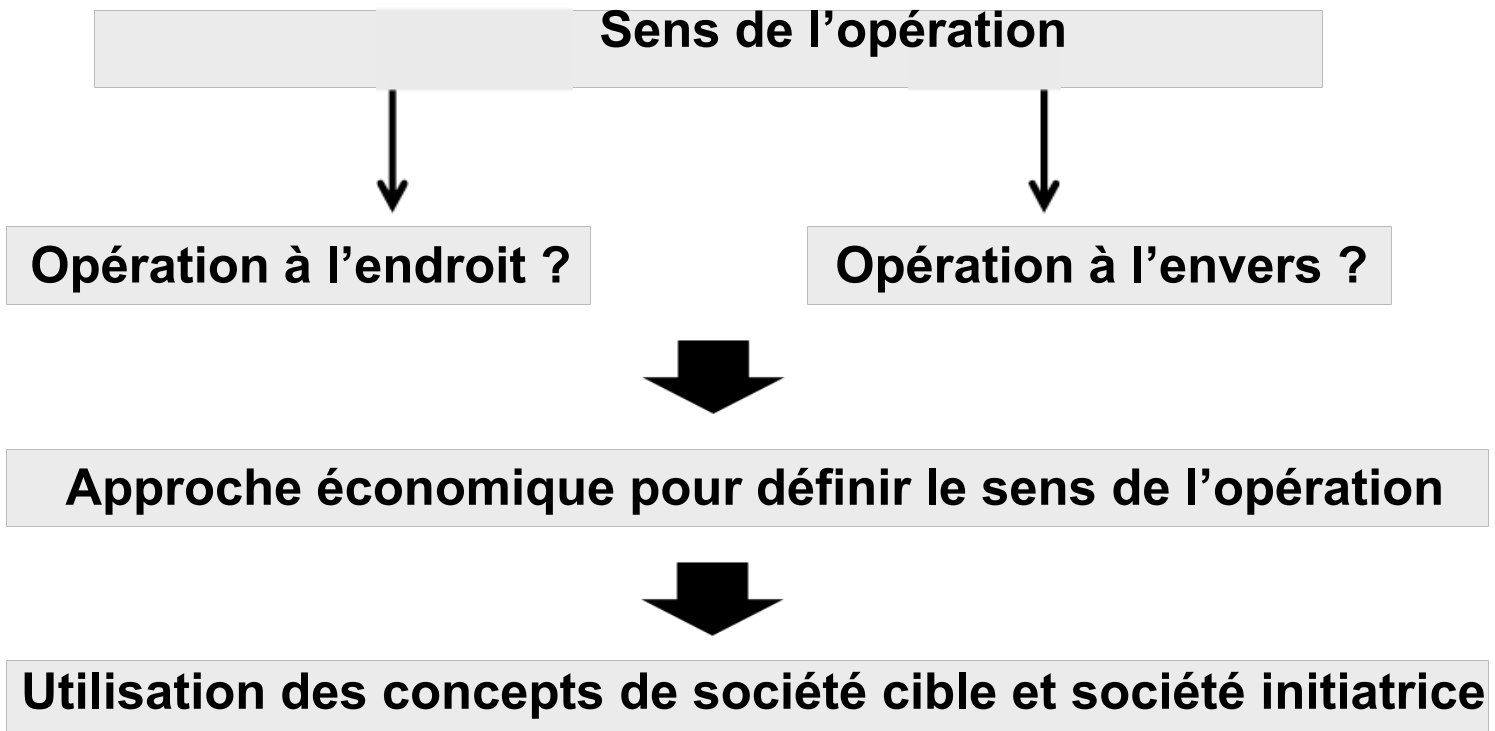 Sens de l’opération
Opération à l’endroit ?
Opération à l’envers ?
Approche économique pour définir le sens de l’opération
Utilisation des concepts de société cible et société initiatrice